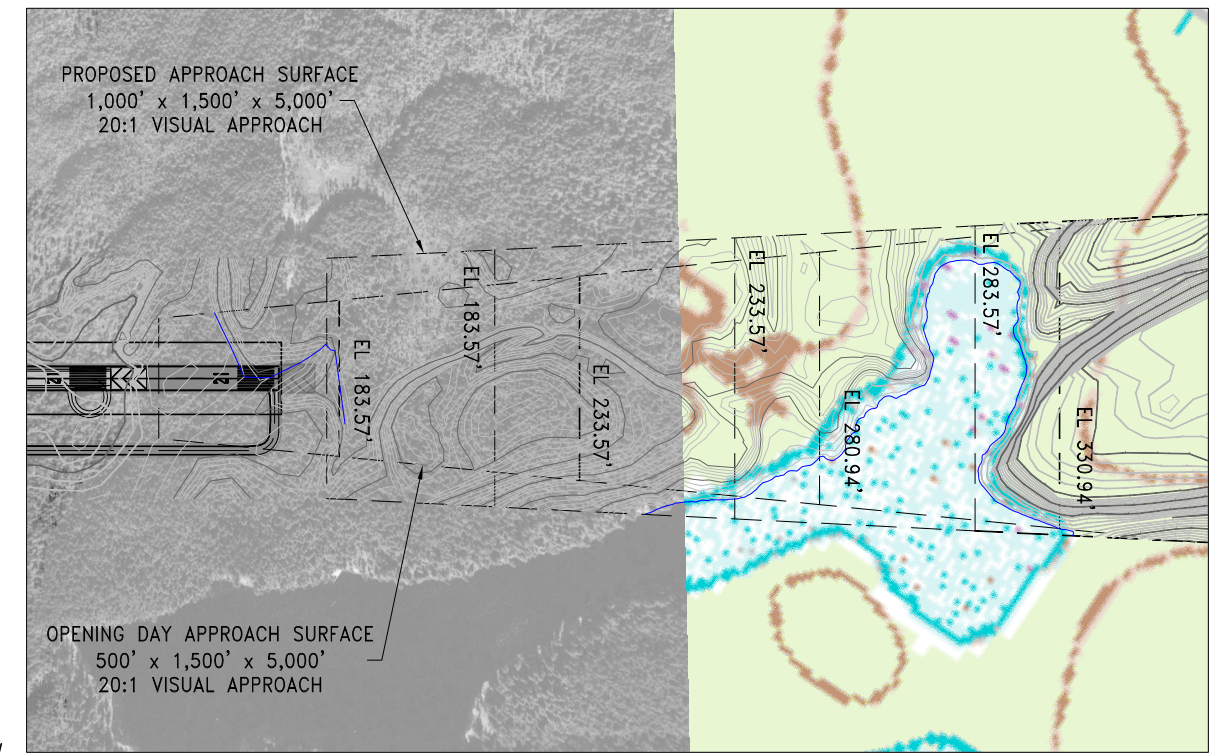 PROPOSED APPROACH SURFACE
1,000' x 1,500' x 5,000'
20:1 VISUAL APPROACH
EL 183.57'
EL 183.57'
EL 233.57'
EL 233.57'
EL 280.94'
EL 283.57'
EL 330.94'
OPENING DAY APPROACH SURFACE
500' x 1,500' x 5,000'
20:1 VISUAL APPROACH